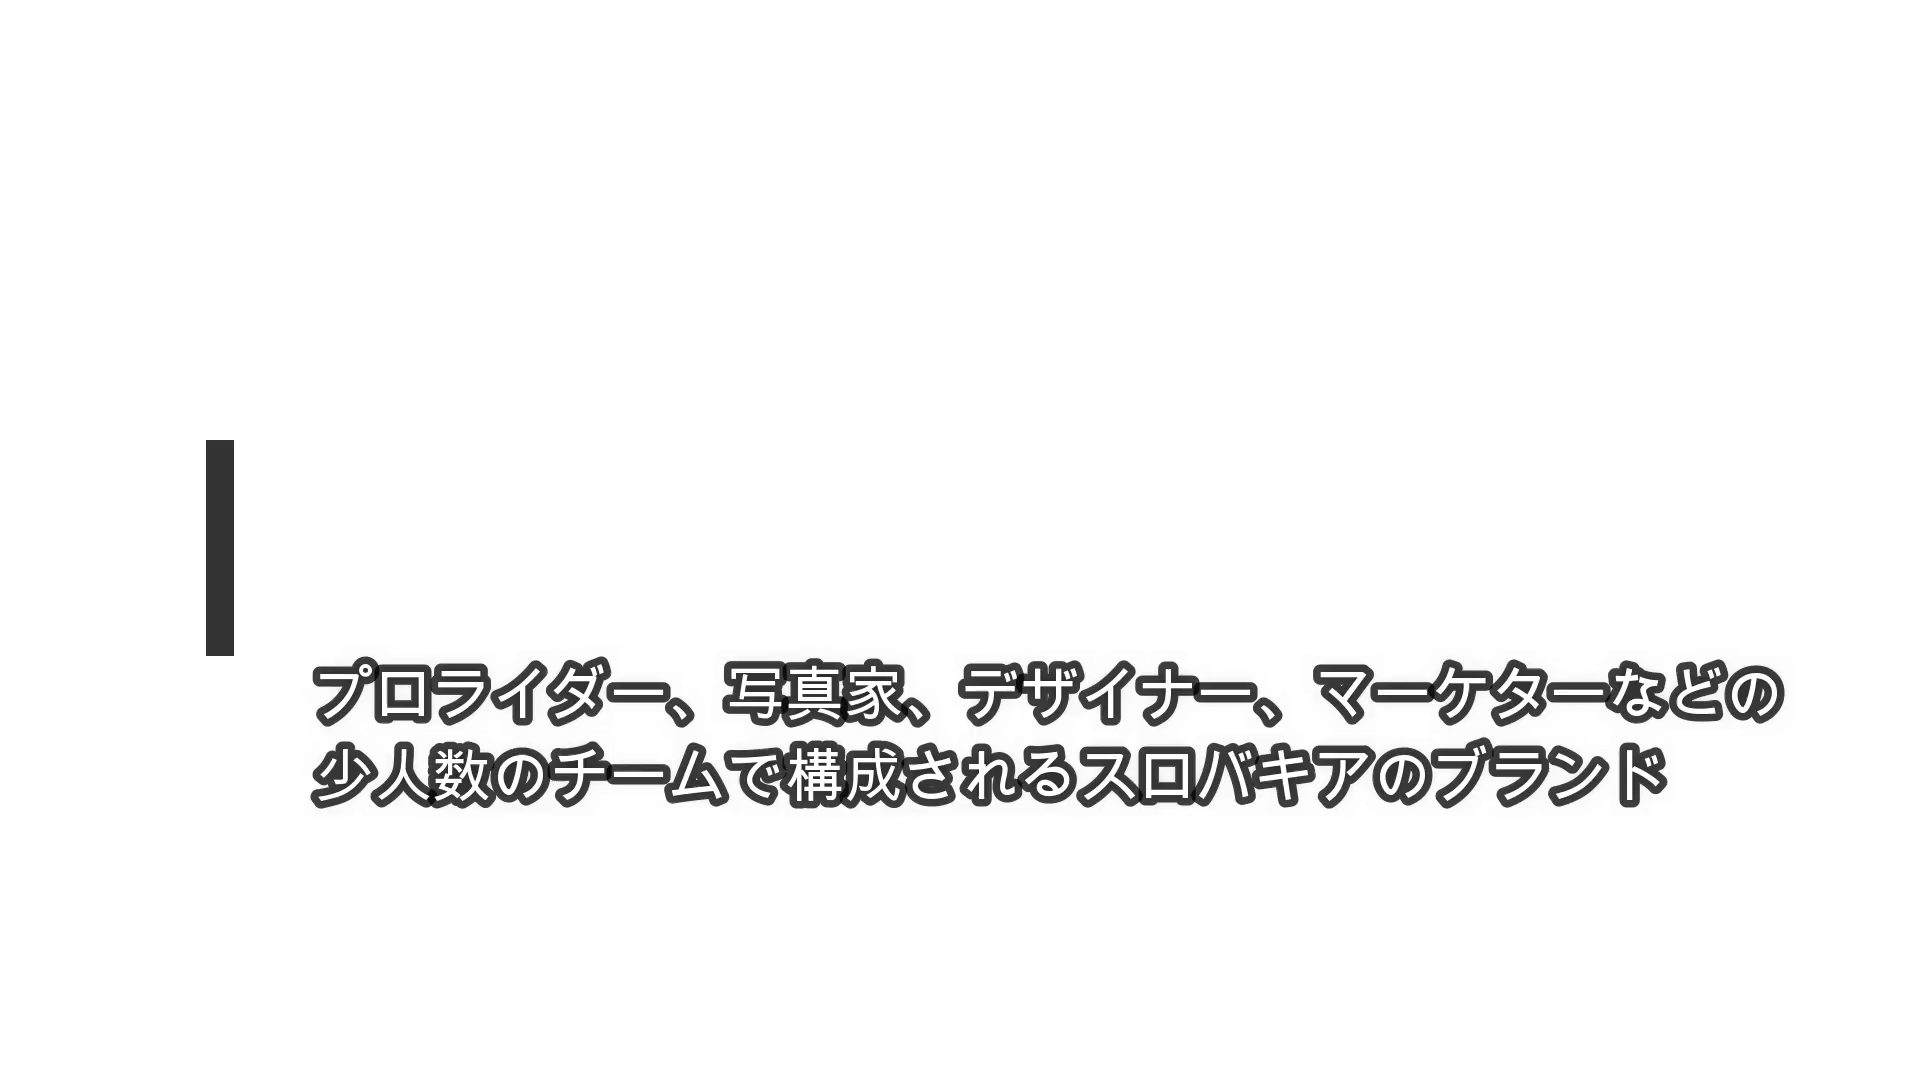 プロライダー、写真家、デザイナー、マーケターなどの
少人数のチームで構成されるスロバキアのブランド